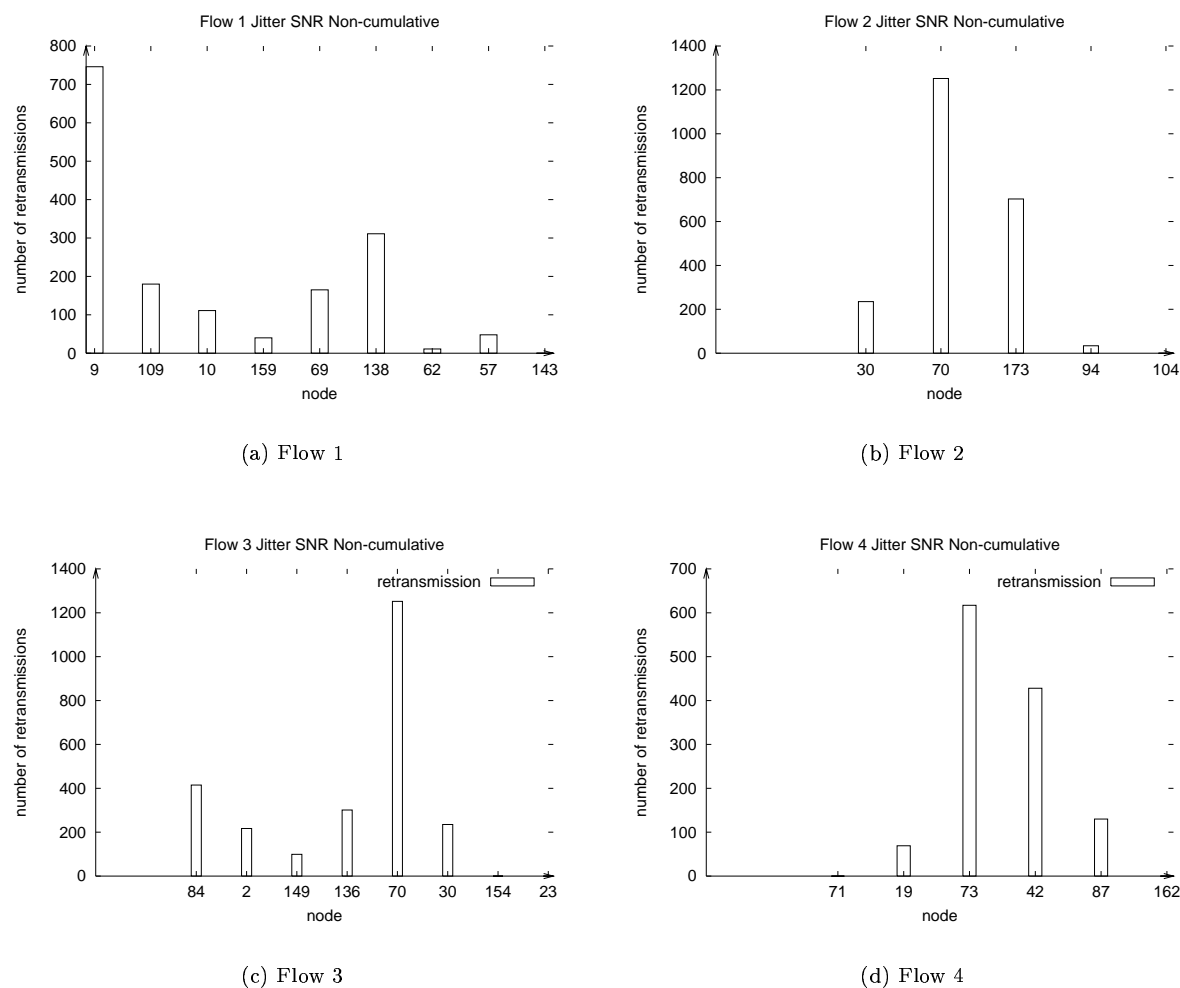 Flow 1 Jitter SNR Non-cumulative
number of retransmissions
800
700
600
500
400
300
200
100
0
9 109 10 159 69 138 62 57 143
node
(a) Flow 1
Flow 2 Jitter SNR Non-cumulative
number of retransmissions
1400
1200
1000
800
600
400
200
0
30 70 173 94 104
node
(b) Flow 2
Flow 3 Jitter SNR Non-cumulative
retransmission
number of retransmissions
1400
1200
1000
800
600
400
200
0
84 2 149 136 70 30 154 23
node
(c) Flow 3
Flow 4 Jitter SNR Non-cumulative
retransmission
number of retransmissions
700
600
500
400
300
200
100
0
71 19 73 42 87 162
node
(d) Flow 4